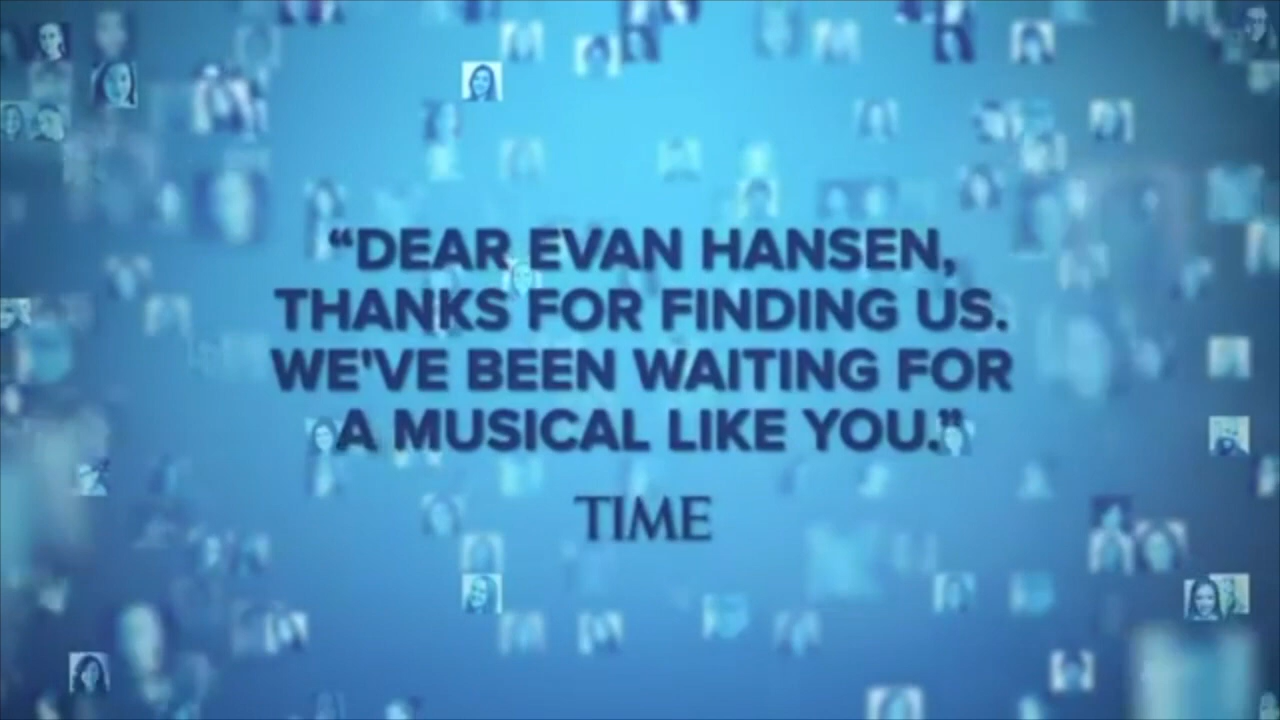 “DEAR EVAN HANSEN,
THANKS FOR FINDING US.
WE'VE BEEN WAITING FOR
A MUSICAL LIKE YOU.”
TIME